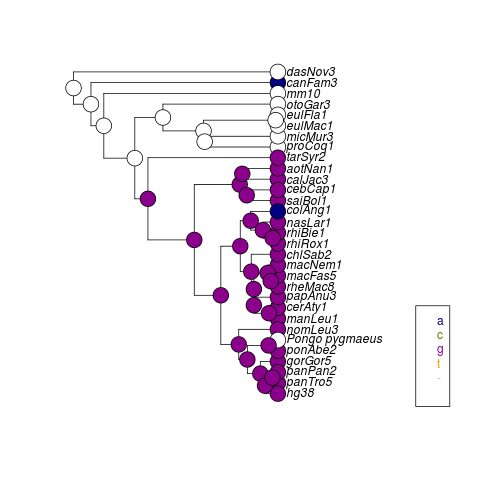 dasNov3
canFam3
mm10
otoGar3
eulFla1
eulMac1
micMur3
proCoq1
tarSyr2
aotNan1
calJac3
cebCap1
saiBol1
colAng1
nasLar1
rhiBie1
rhiRox1
chlSab2
macNem1
macFas5
rheMac8
papAnu3
cerAty1
manLeu1
nomLeu3
Pongo pygmaeus
ponAbe2
gorGor5
panPan2
panTro5
hg38
a
c
g
t
-